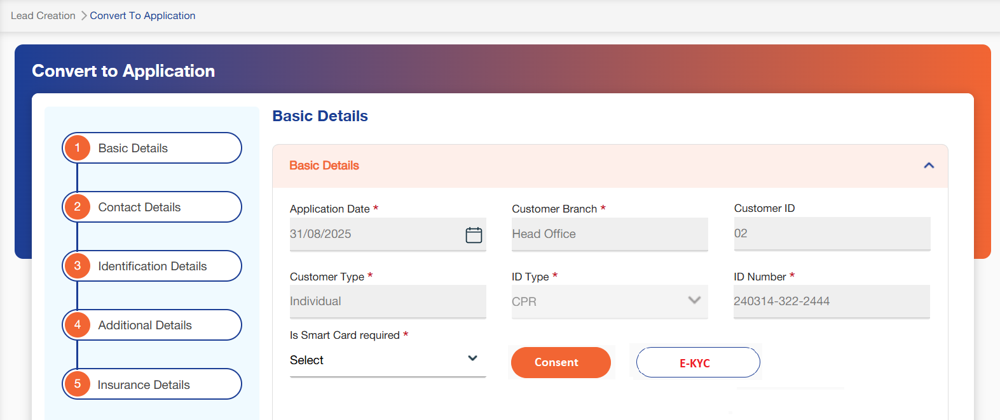 Lead Creation > Convert To Application
Convert to Application
1 Basic Details
2 Contact Details
3 Identification Details
4 Additional Details
5 Insurance Details
Basic Details
Basic Details
Application Date * Customer Branch * Customer ID
31/08/2025 Head Office 02
Customer Type * ID Type * ID Number *
Individual CPR 240314-322-2444
Is Smart Card required *
Select Consent E-KYC